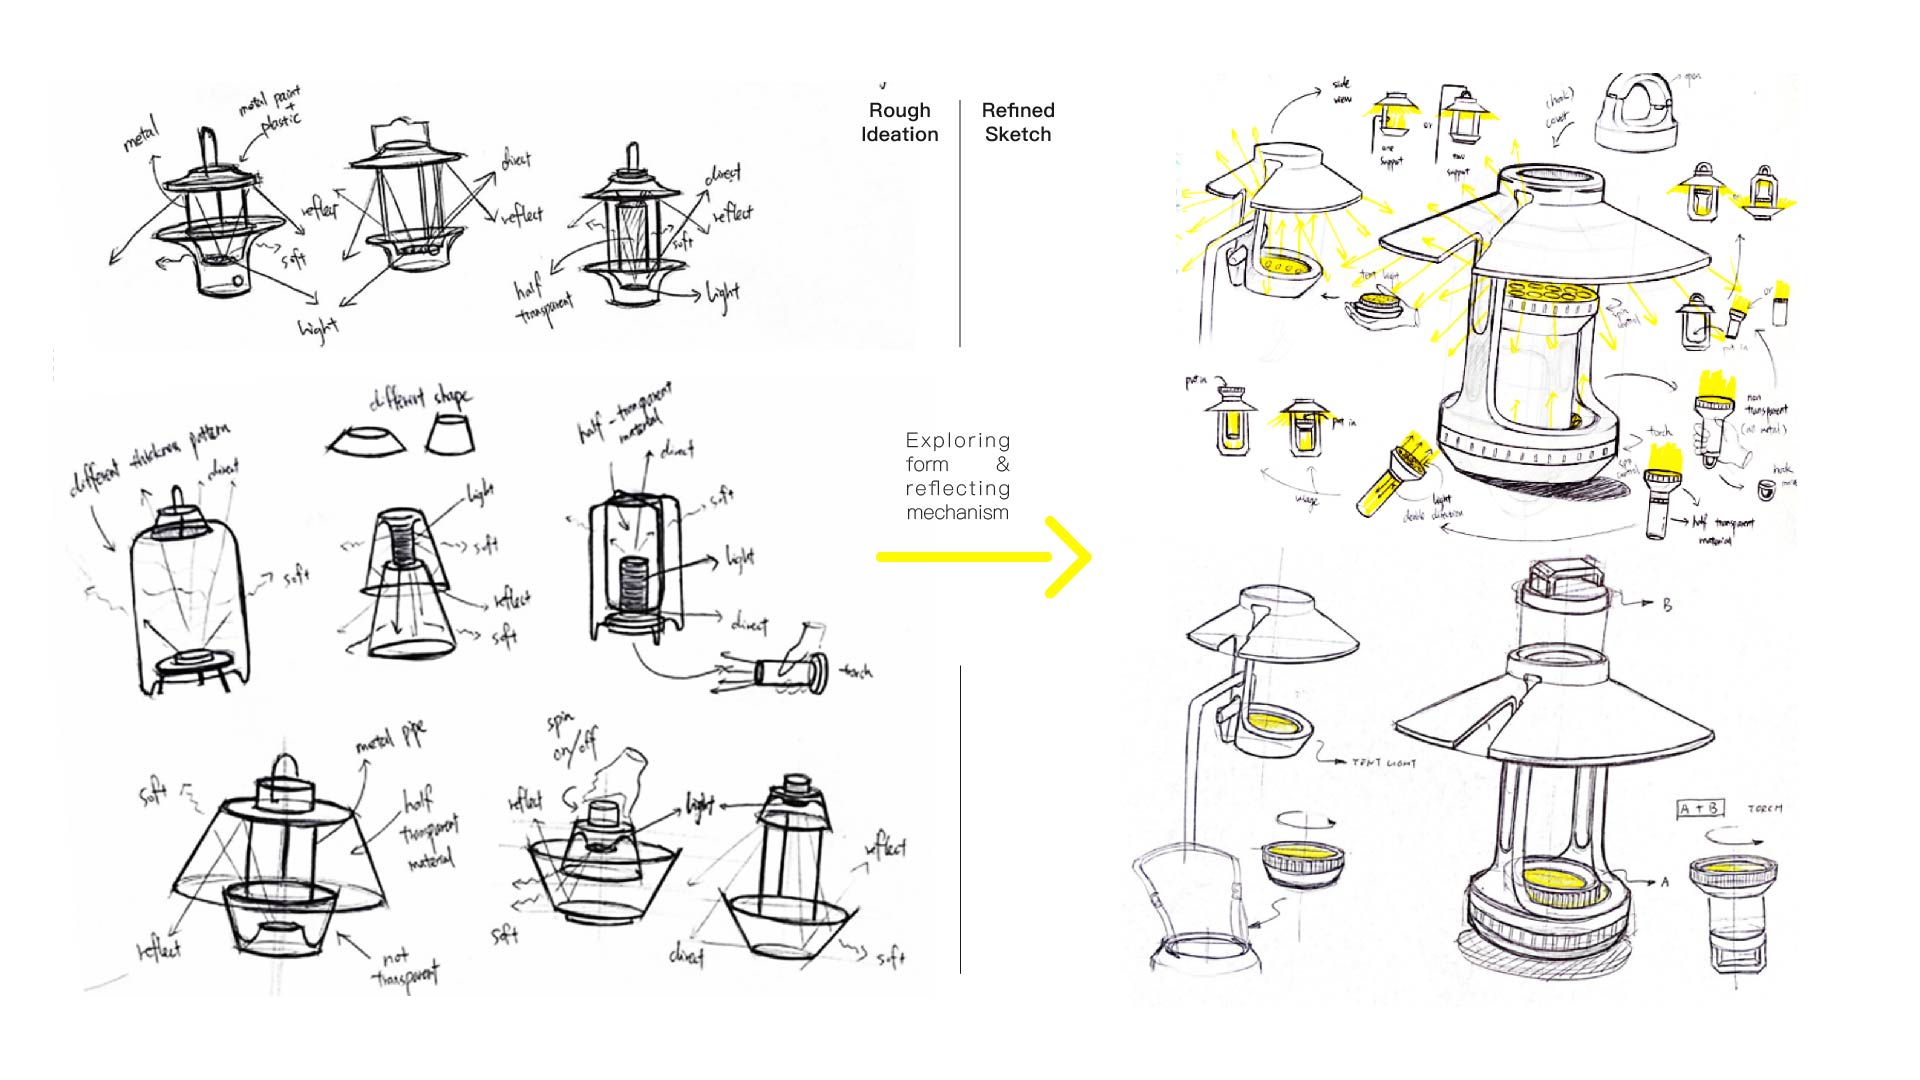 Rough
Ideation
Refined
Sketch
Exploring
form &
reflecting
mechanism
metal
metal paint
+
plastic
soft
light
reflect
direct
reflect
direct
reflect
soft
half
transparent
light
different thickness pattern
direct
soft
different shape
light
soft
reflect
soft
half-transparent
material
direct
soft
light
direct
torch
soft
metal pipe
half
transparent
material
reflect
not
transparent
spin
on/off
reflect
light
soft
reflect
direct
soft
side
view
one
support
or
two
support
(hook)
cover
open
tent light
or
put in
put in
put in
usage
light
double direction
torch
spin
control
non
transparent
(all metal)
hook
half transparent
material
B
TENT LIGHT
A + B
TORCH
A